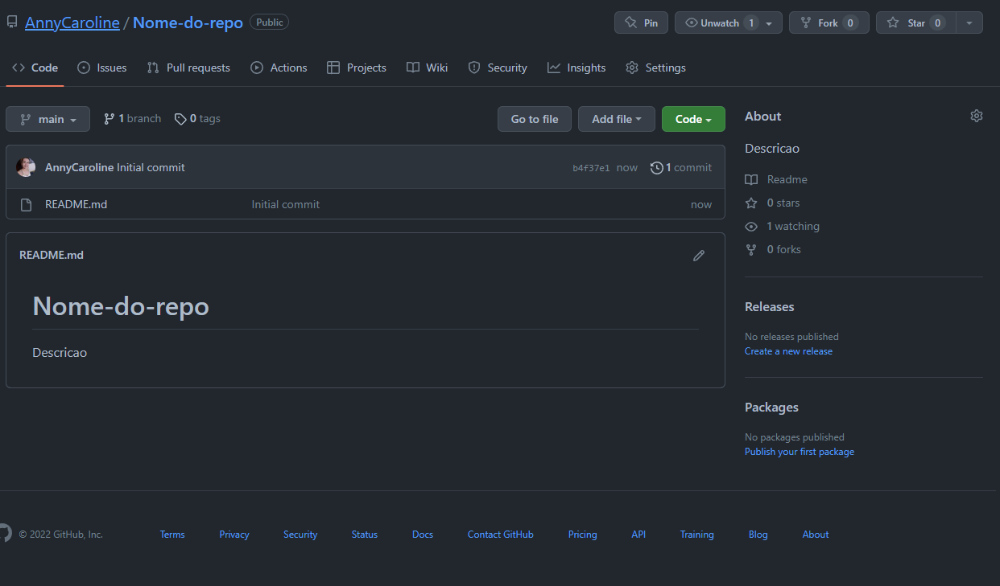 AnnyCaroline / Nome-do-repo Public Pin Unwatch 1 Fork 0 Star 0
Code Issues Pull requests Actions Projects Wiki Security Insights Settings
main 1 branch 0 tags Go to file Add file Code
AnnyCaroline Initial commit b4f37e1 now 1 commit
README.md Initial commit now
README.md
Nome-do-repo
Descricao
About
Descricao
Readme
0 stars
1 watching
0 forks
Releases
No releases published
Create a new release
Packages
No packages published
Publish your first package
© 2022 GitHub, Inc. Terms Privacy Security Status Docs Contact GitHub Pricing API Training Blog About